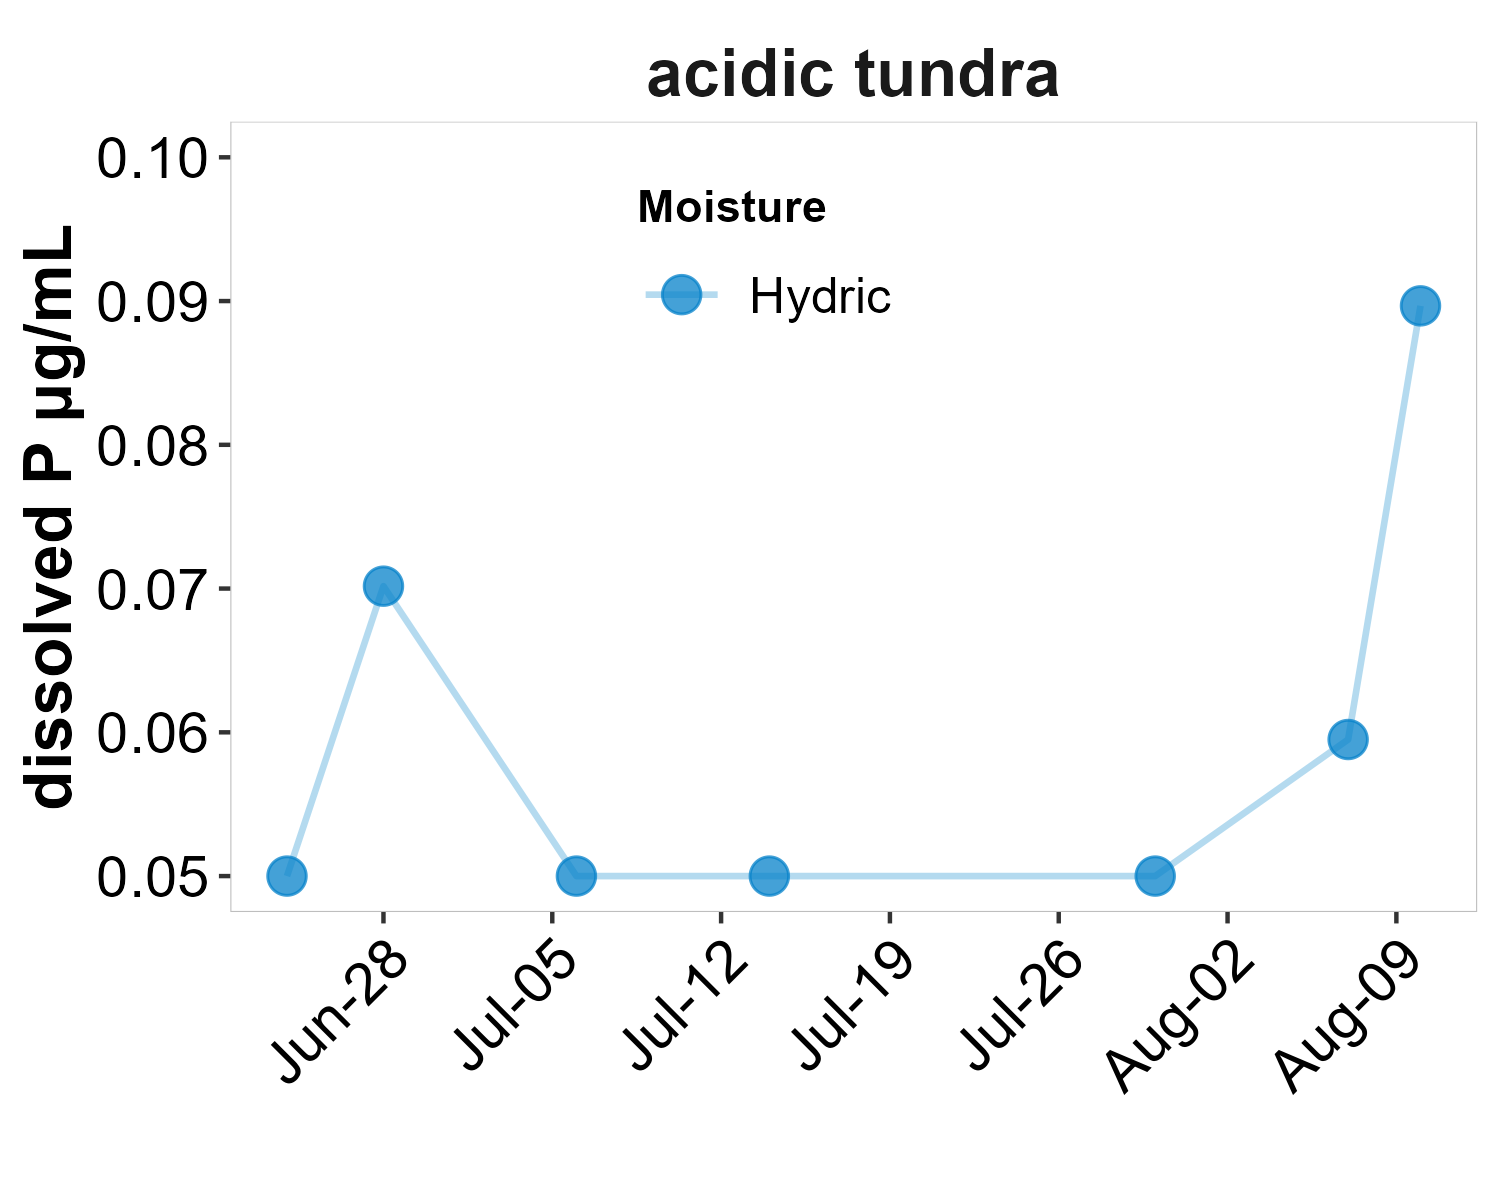 acidic tundra
dissolved P µg/mL
0.10
0.09
0.08
0.07
0.06
0.05
Moisture
Hydric
Jun-28
Jul-05
Jul-12
Jul-19
Jul-26
Aug-02
Aug-09